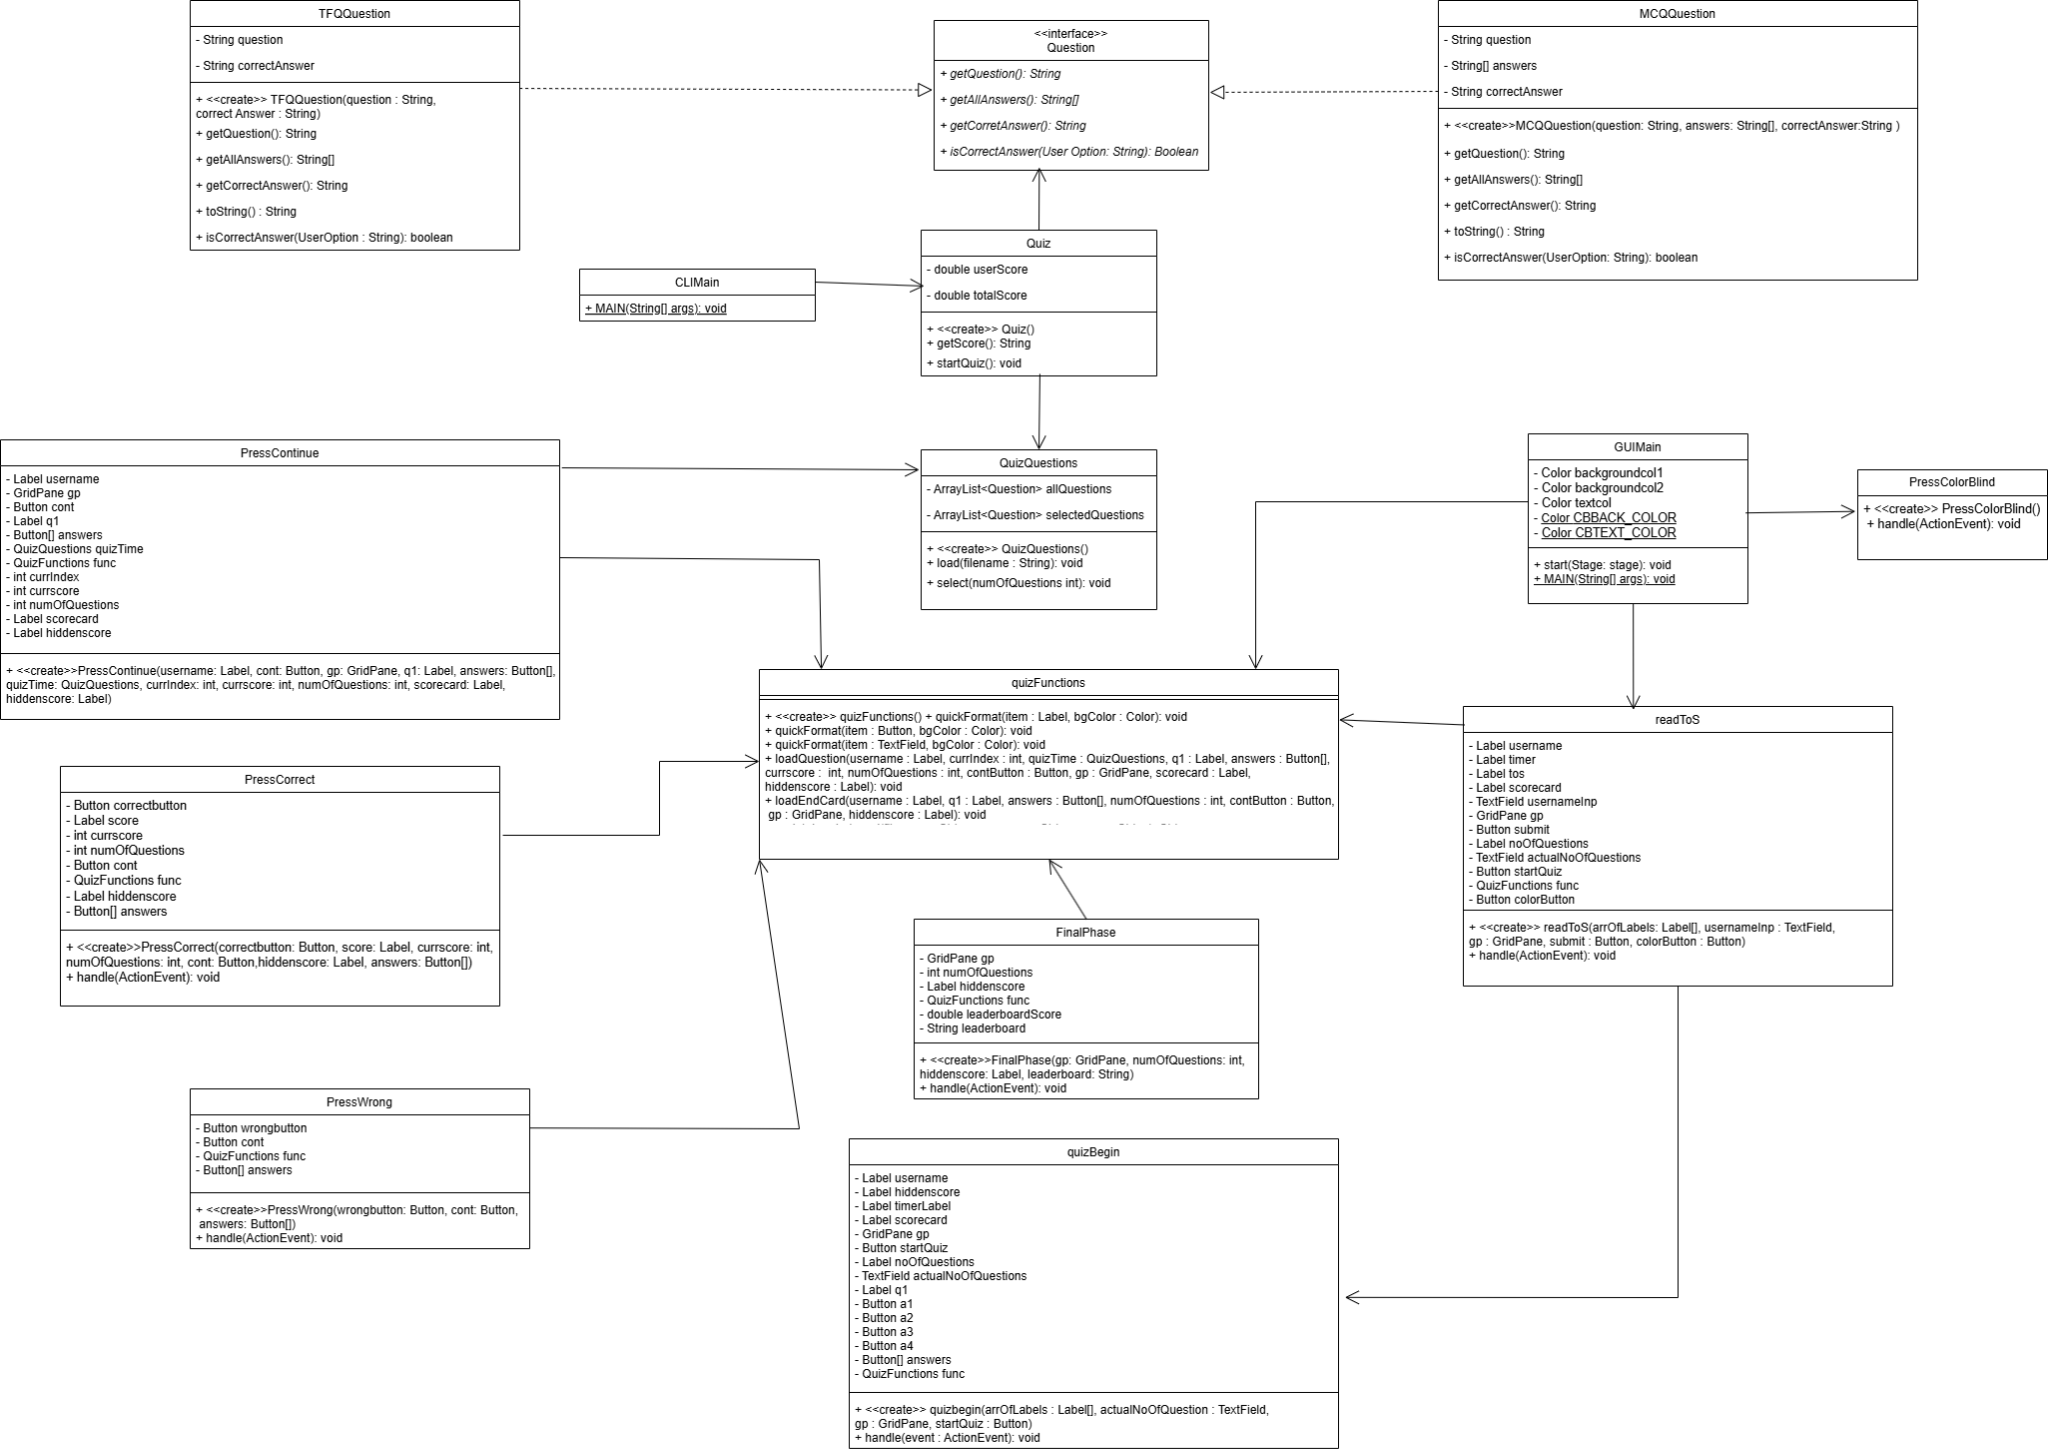 TFQQuestion
- String question
- String correctAnswer
+ <<create>> TFQQuestion(question : String,
correct Answer : String)
+ getQuestion(): String
+ getAllAnswers(): String[]
+ getCorrectAnswer(): String
+ toString() : String
+ isCorrectAnswer(UserOption : String): boolean
<<interface>>
Question
+ getQuestion(): String
+ getAllAnswers(): String[]
+ getCorretAnswer(): String
+ isCorrectAnswer(User Option: String): Boolean
MCQQuestion
- String question
- String[] answers
- String correctAnswer
+ <<create>>MCQQuestion(question: String, answers: String[], correctAnswer:String )
+ getQuestion(): String
+ getAllAnswers(): String[]
+ getCorrectAnswer(): String
+ toString() : String
+ isCorrectAnswer(UserOption: String): boolean
CLIMain
+ MAIN(String[] args): void
Quiz
- double userScore
- double totalScore
+ <<create>> Quiz()
+ getScore(): String
+ startQuiz(): void
PressContinue
- Label username
- GridPane gp
- Button cont
- Label q1
- Button[] answers
- QuizQuestions quizTime
- QuizFunctions func
- int currIndex
- int currscore
- int numOfQuestions
- Label scorecard
- Label hiddenscore
+ <<create>>PressContinue(username: Label, cont: Button, gp: GridPane, q1: Label, answers: Button[],
quizTime: QuizQuestions, currIndex: int, currscore: int, numOfQuestions: int, scorecard: Label,
hiddenscore: Label)
QuizQuestions
- ArrayList<Question> allQuestions
- ArrayList<Question> selectedQuestions
+ <<create>> QuizQuestions()
+ load(filename : String): void
+ select(numOfQuestions int): void
GUIMain
- Color backgroundcol1
- Color backgroundcol2
- Color textcol
- Color CBBACK_COLOR
- Color CBTEXT_COLOR
+ start(Stage: stage): void
+ MAIN(String[] args): void
PressColorBlind
+ <<create>> PressColorBlind()
+ handle(ActionEvent): void
quizFunctions
+ <<create>> quizFunctions() + quickFormat(item : Label, bgColor : Color): void
+ quickFormat(item : Button, bgColor : Color): void
+ quickFormat(item : TextField, bgColor : Color): void
+ loadQuestion(username : Label, currIndex : int, quizTime : QuizQuestions, q1 : Label, answers : Button[],
currscore : int, numOfQuestions : int, contButton : Button, gp : GridPane, scorecard : Label,
hiddenscore : Label): void
+ loadEndCard(username : Label, q1 : Label, answers : Button[], numOfQuestions : int, contButton : Button,
gp : GridPane, hiddenscore : Label): void
readToS
- Label username
- Label timer
- Label tos
- Label scorecard
- TextField usernameInp
- GridPane gp
- Button submit
- Label noOfQuestions
- TextField actualNoOfQuestions
- Button startQuiz
- QuizFunctions func
- Button colorButton
+ <<create>> readToS(arrOfLabels: Label[], usernameInp : TextField,
gp : GridPane, submit : Button, colorButton : Button)
+ handle(ActionEvent): void
PressCorrect
- Button correctbutton
- Label score
- int currscore
- int numOfQuestions
- Button cont
- QuizFunctions func
- Label hiddenscore
- Button[] answers
+ <<create>>PressCorrect(correctbutton: Button, score: Label, currscore: int,
numOfQuestions: int, cont: Button,hiddenscore: Label, answers: Button[])
+ handle(ActionEvent): void
FinalPhase
- GridPane gp
- int numOfQuestions
- Label hiddenscore
- QuizFunctions func
- double leaderboardScore
- String leaderboard
+ <<create>>FinalPhase(gp: GridPane, numOfQuestions: int,
hiddenscore: Label, leaderboard: String)
+ handle(ActionEvent): void
PressWrong
- Button wrongbutton
- Button cont
- QuizFunctions func
- Button[] answers
+ <<create>>PressWrong(wrongbutton: Button, cont: Button,
answers: Button[])
+ handle(ActionEvent): void
quizBegin
- Label username
- Label hiddenscore
- Label timerLabel
- Label scorecard
- GridPane gp
- Button startQuiz
- Label noOfQuestions
- TextField actualNoOfQuestions
- Label q1
- Button a1
- Button a2
- Button a3
- Button a4
- Button[] answers
- QuizFunctions func
+ <<create>> quizbegin(arrOfLabels : Label[], actualNoOfQuestion : TextField,
gp : GridPane, startQuiz : Button)
+ handle(event : ActionEvent): void